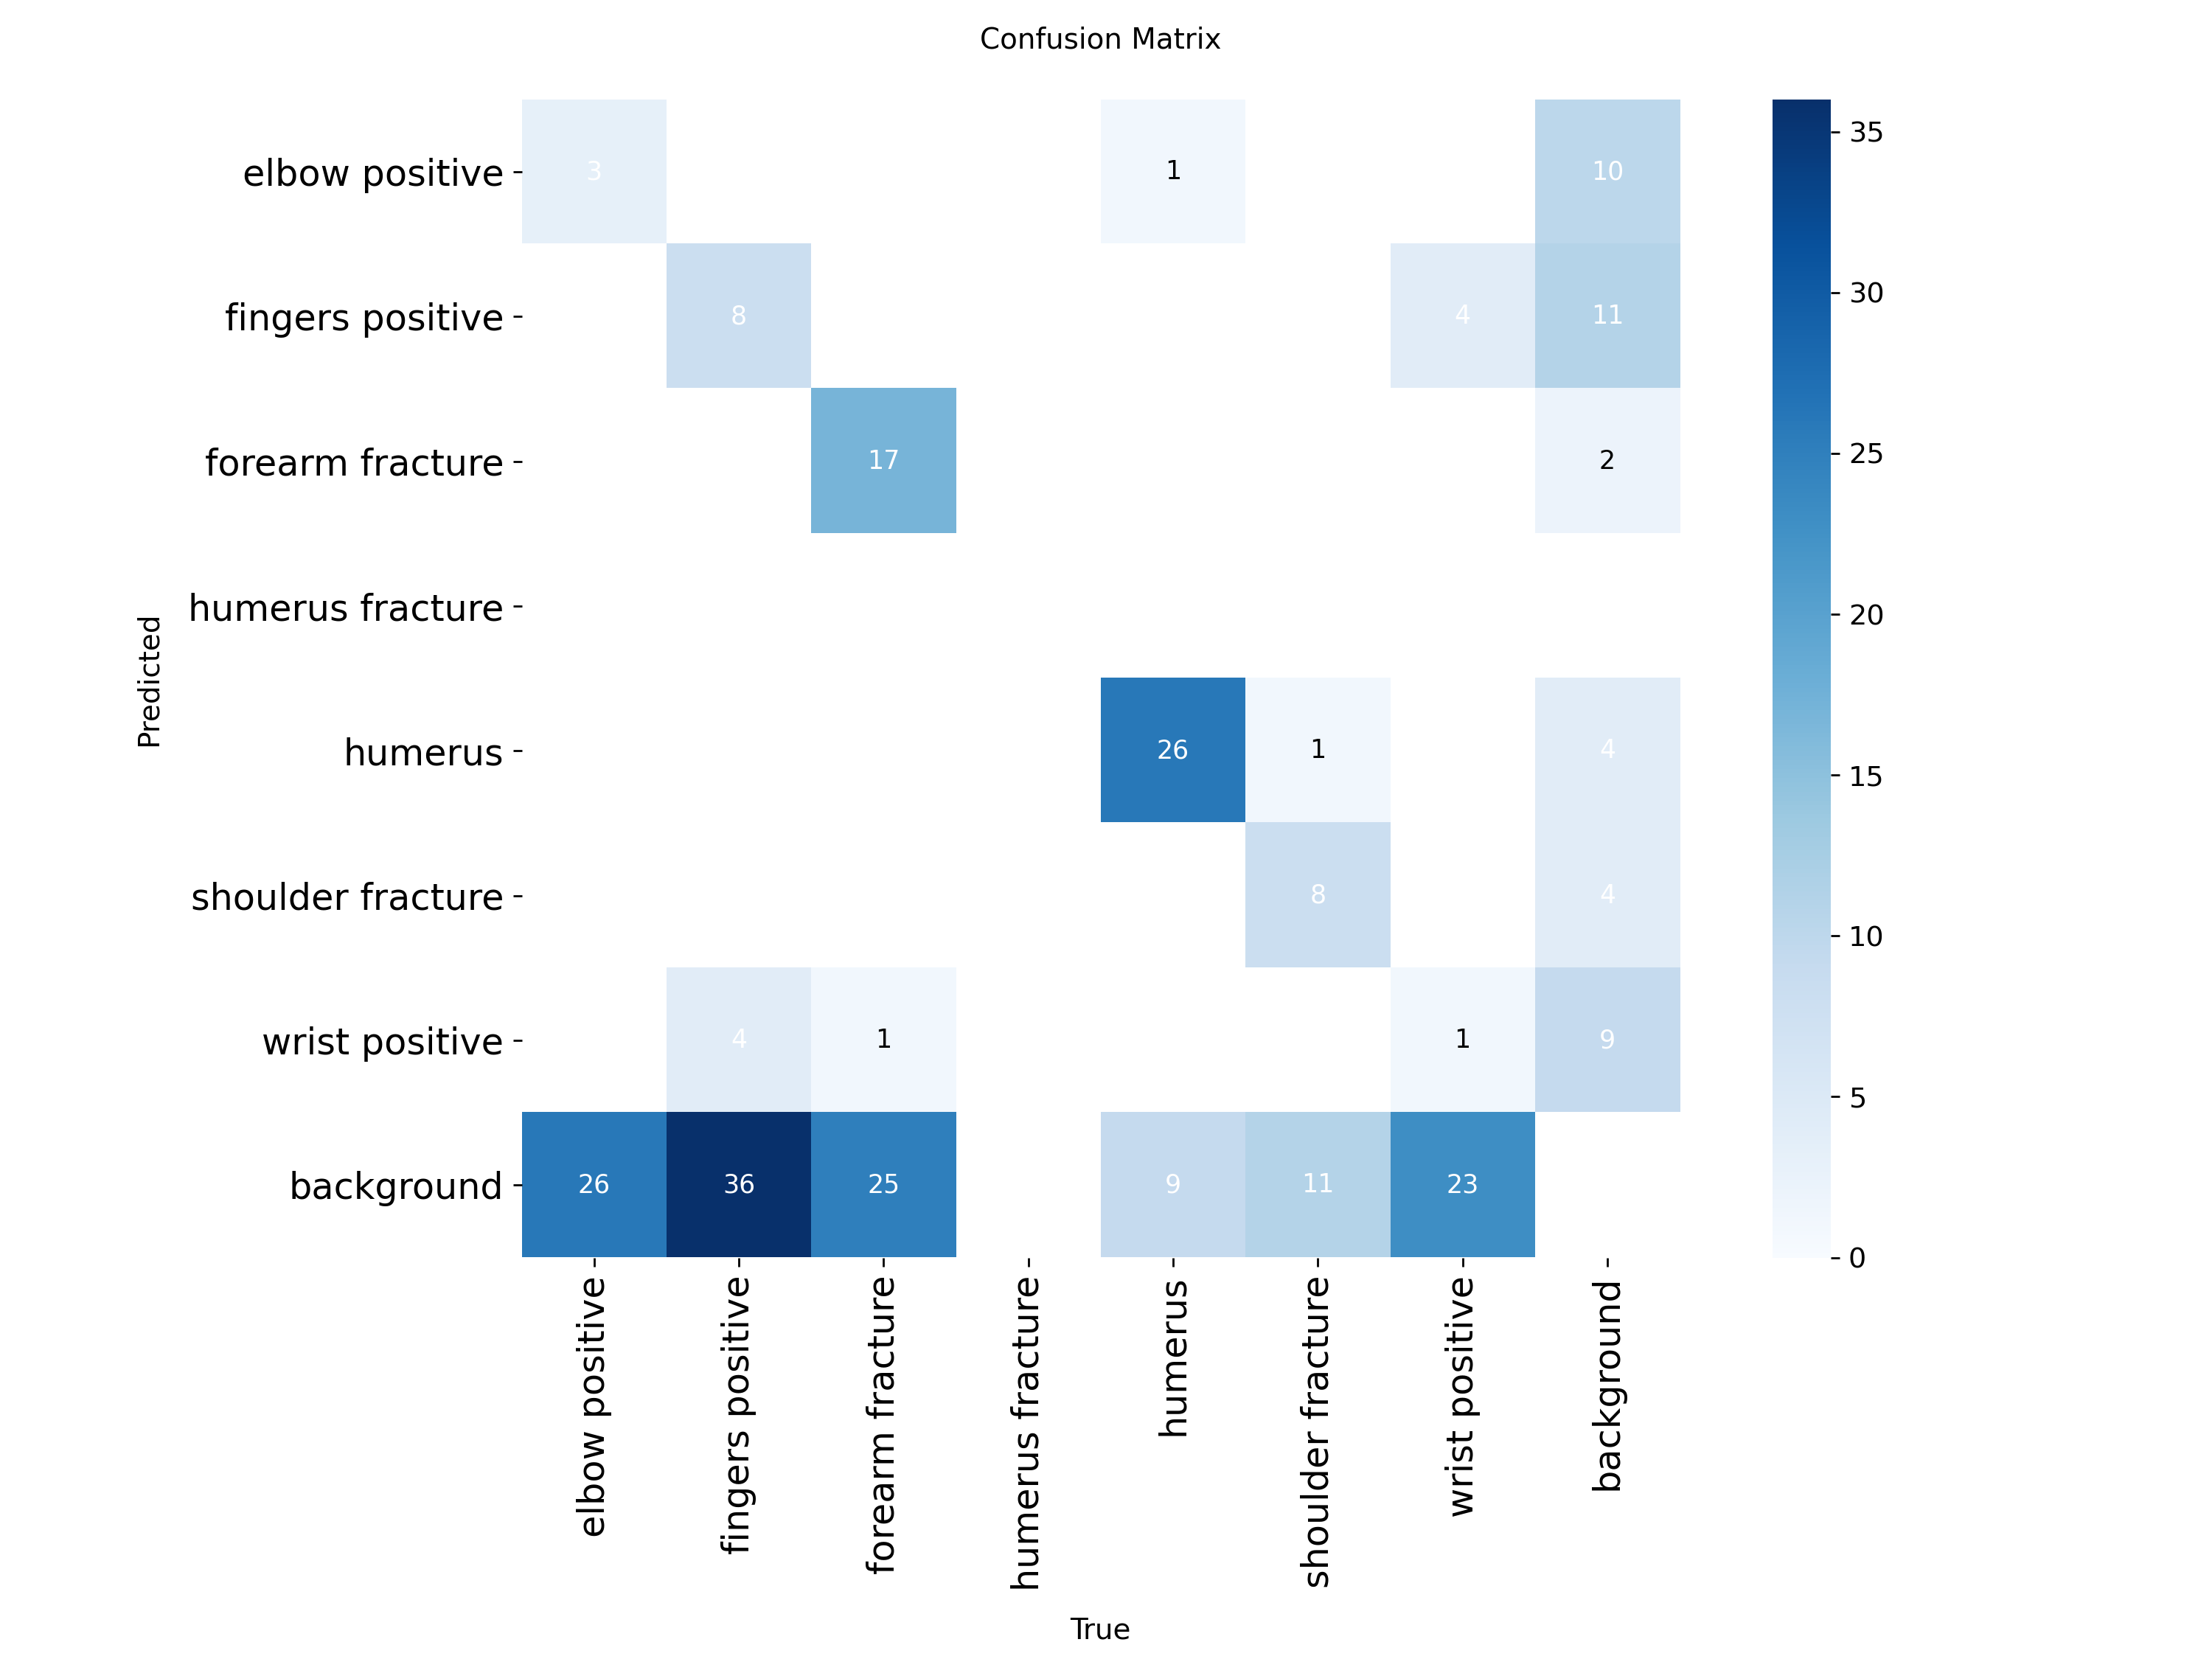 Confusion Matrix
elbow positive 3 1 10
fingers positive 8 4 11
forearm fracture 17 2
humerus fracture
humerus 26 1 4
shoulder fracture 8 4
wrist positive 4 1 1 9
background 26 36 25 9 11 23
Predicted
elbow positive
fingers positive
forearm fracture
humerus fracture
humerus
shoulder fracture
wrist positive
background
True
35
30
25
20
15
10
5
0